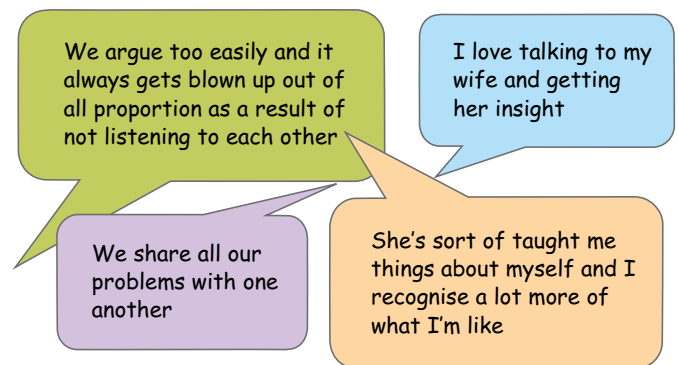 We argue too easily and it
always gets blown up out of
all proportion as a result of
not listening to each other
I love talking to my
wife and getting
her insight
We share all our
problems with one
another
She's sort of taught me
things about myself and I
recognise a lot more of
what I'm like